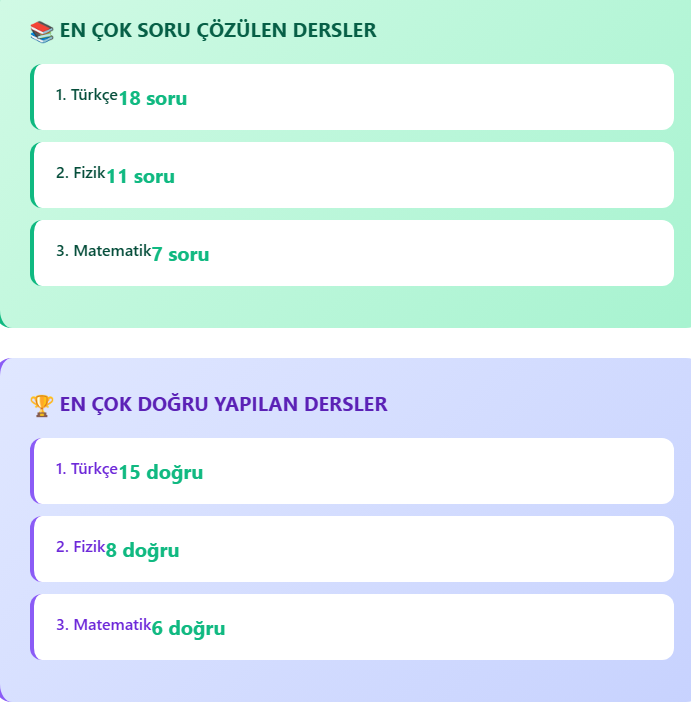 📚 EN ÇOK SORU ÇÖZÜLEN DERSLER
1. Türkçe18 soru
2. Fizik11 soru
3. Matematik7 soru
🏆 EN ÇOK DOĞRU YAPILAN DERSLER
1. Türkçe15 doğru
2. Fizik8 doğru
3. Matematik6 doğru